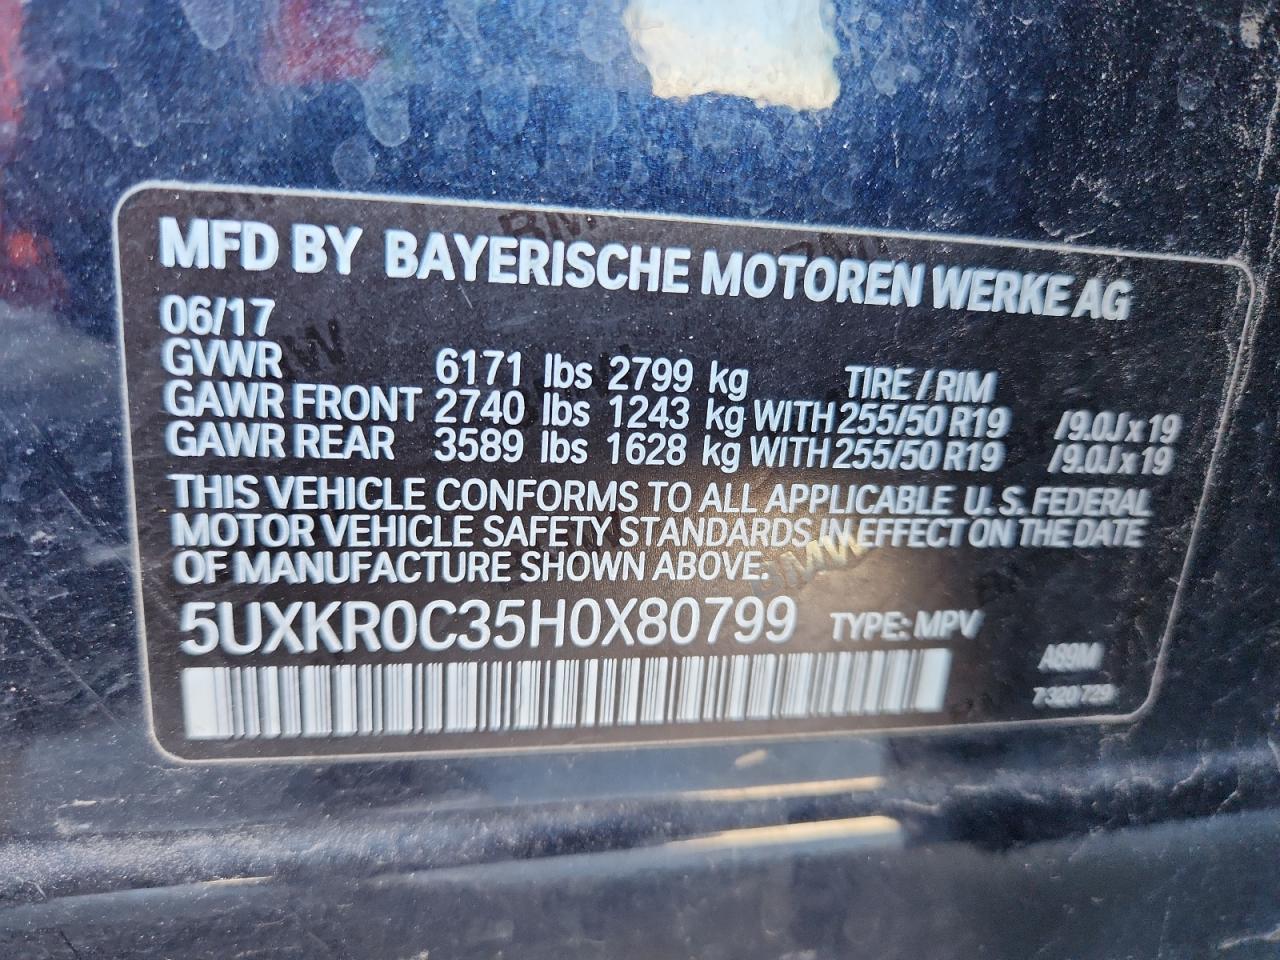 MFD BY BAYERISCHE MOTOREN WERKE AG
06/17
GVWR 6171 lbs 2799 kg TIRE / RIM
GAWR FRONT 2740 lbs 1243 kg WITH 255/50 R19 /9.0J x 19
GAWR REAR 3589 lbs 1628 kg WITH 255/50 R19 /9.0J x 19
THIS VEHICLE CONFORMS TO ALL APPLICABLE U.S. FEDERAL
MOTOR VEHICLE SAFETY STANDARDS IN EFFECT ON THE DATE
OF MANUFACTURE SHOWN ABOVE.
5UXKR0C35H0X80799 TYPE: MPV
A89M
7 320 729